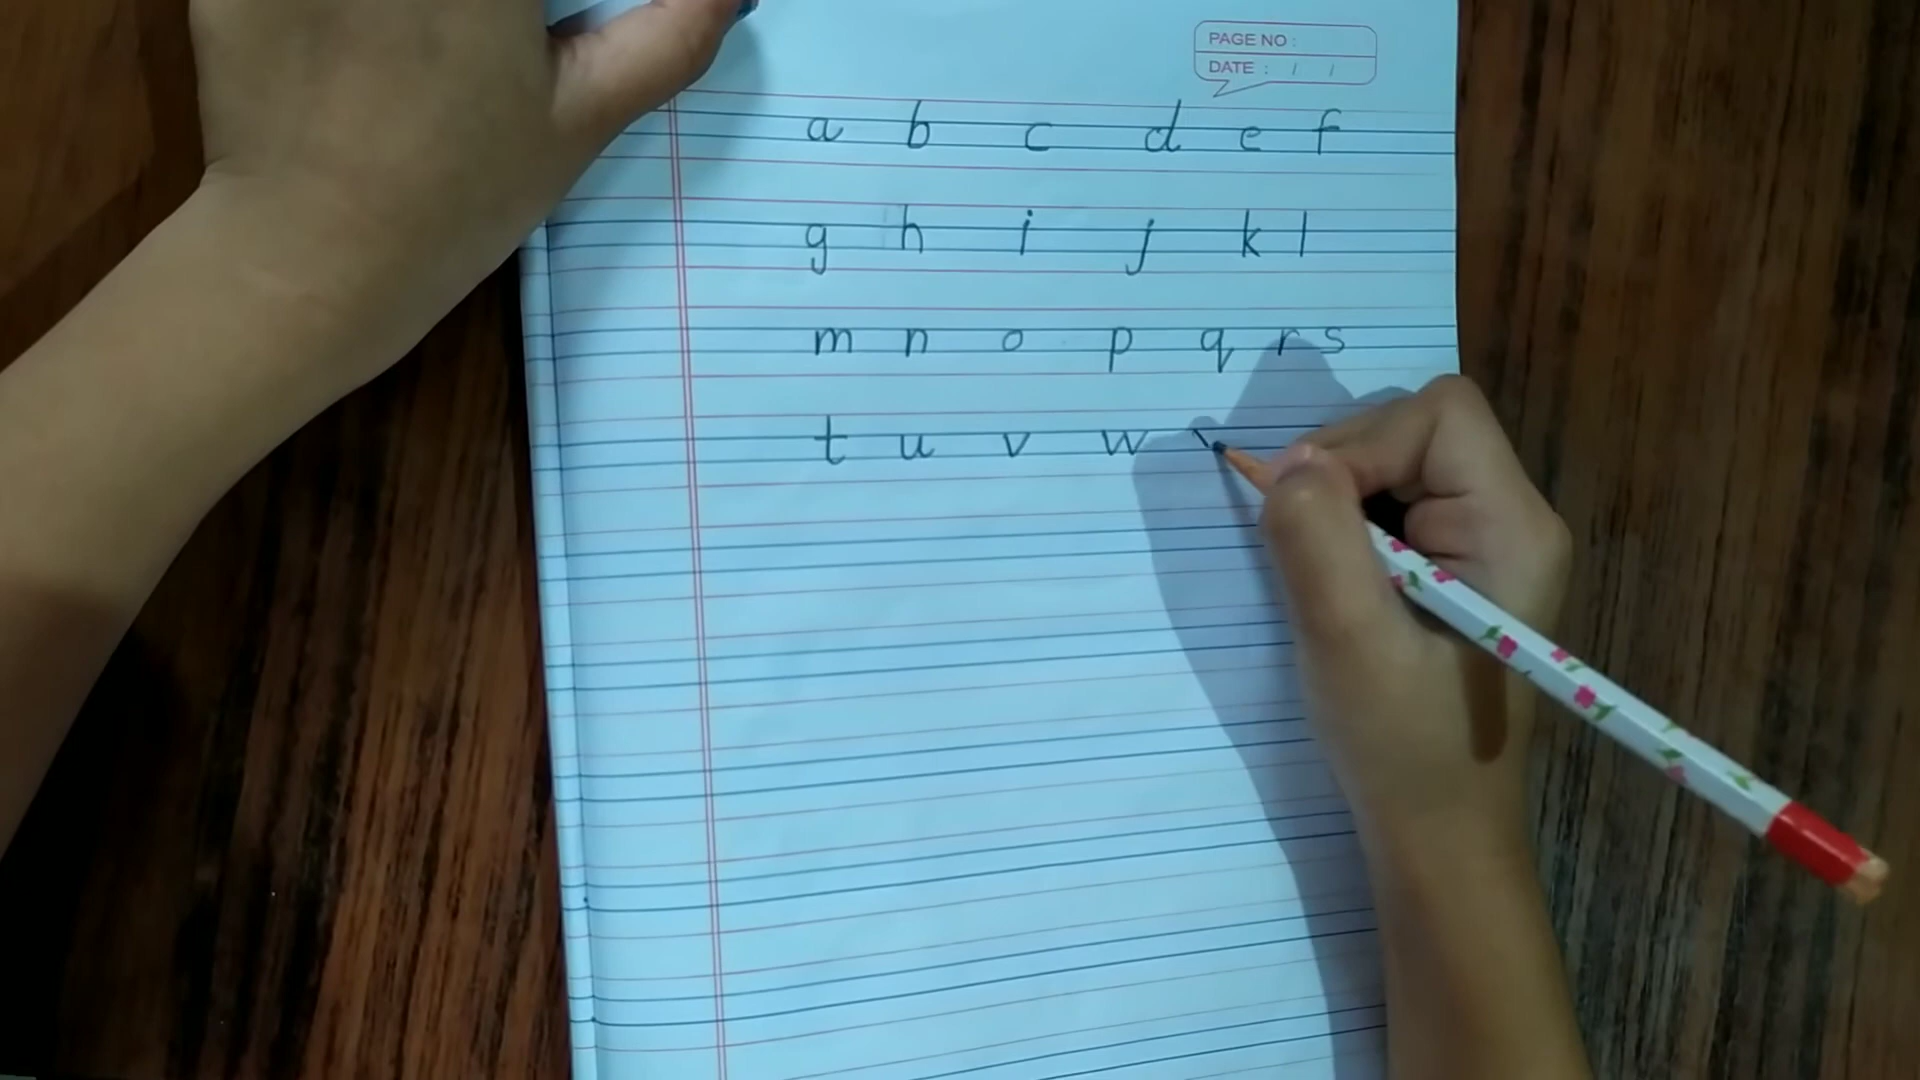 PAGE NO :
DATE : / /
a b c d e f
g h i j k l
m n o p q r s
t u v w